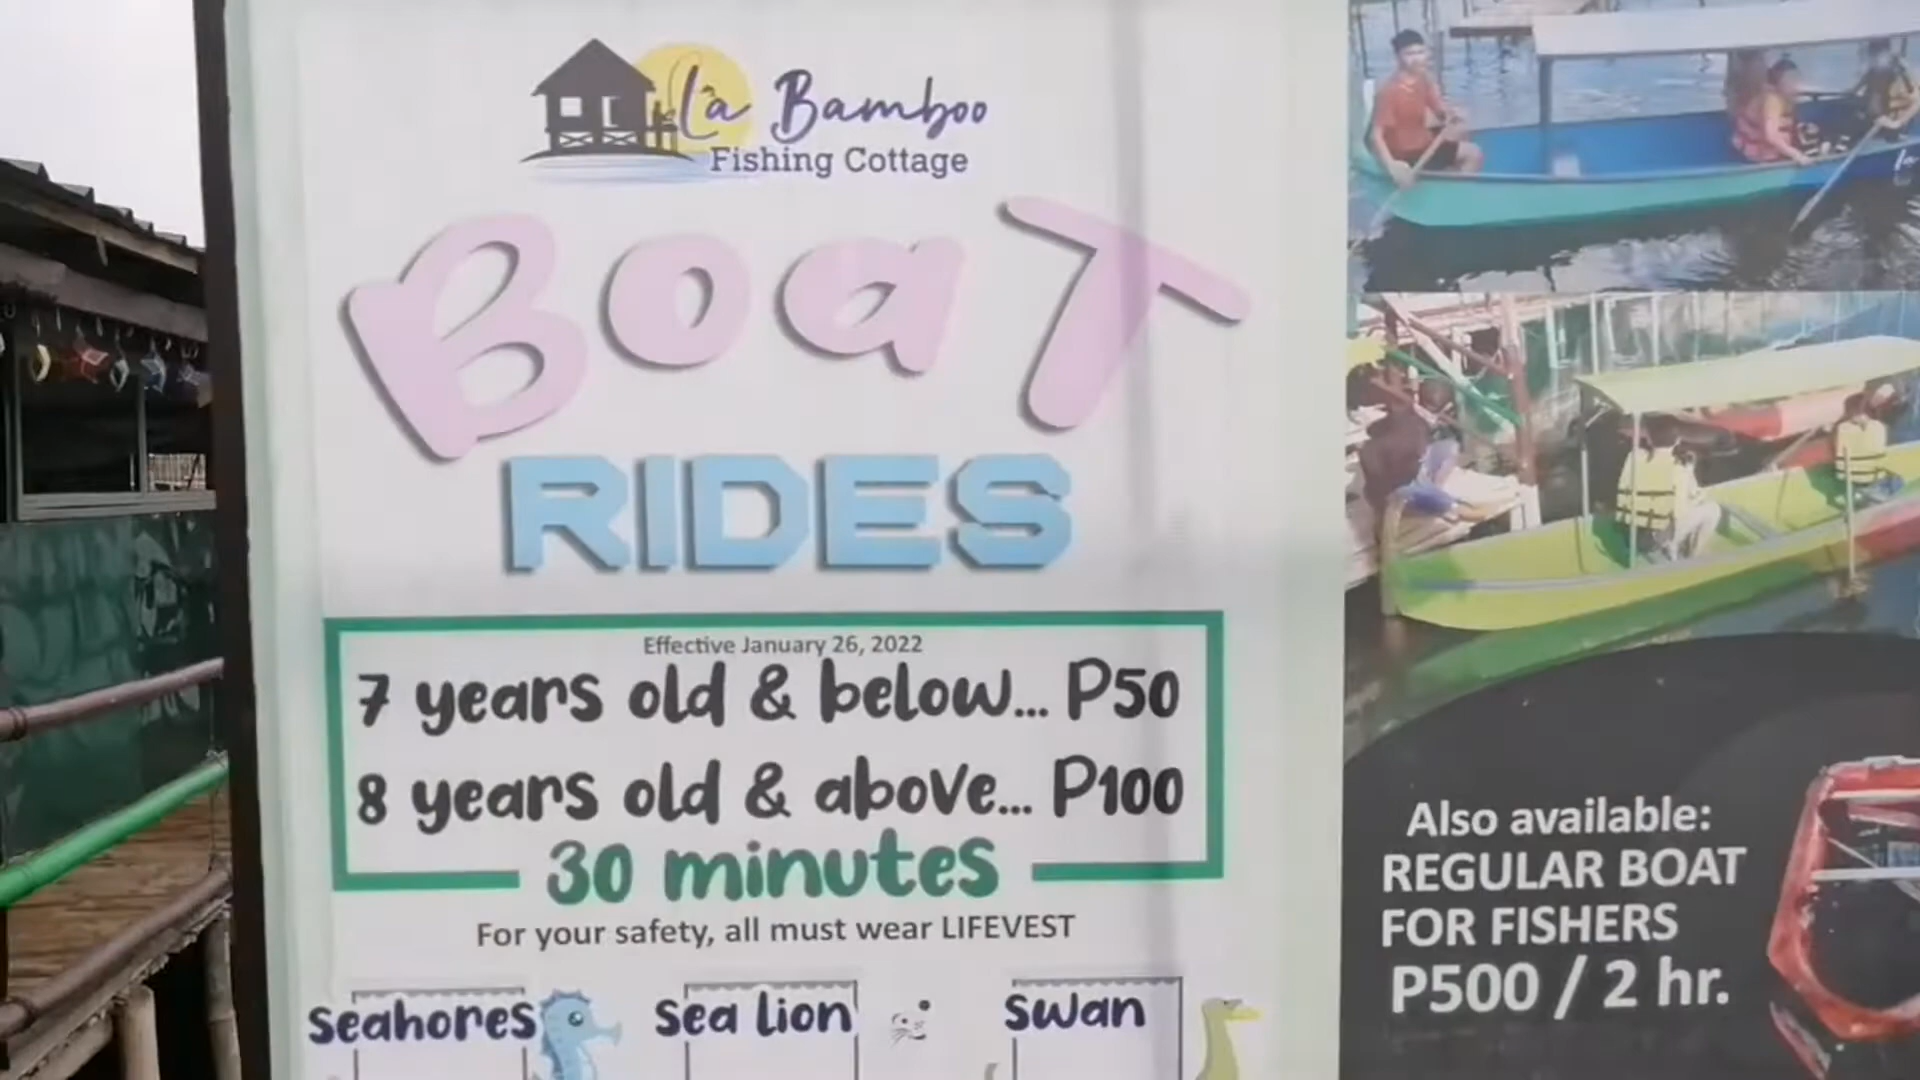 La Bamboo
Fishing Cottage
BoaT
RIDES
Effective January 26, 2022
7 years old & below... P50
8 years old & above... P100
30 minutes
For your safety, all must wear LIFEVEST
seahores
sea lion
swan
Also available:
REGULAR BOAT
FOR FISHERS
P500 / 2 hr.